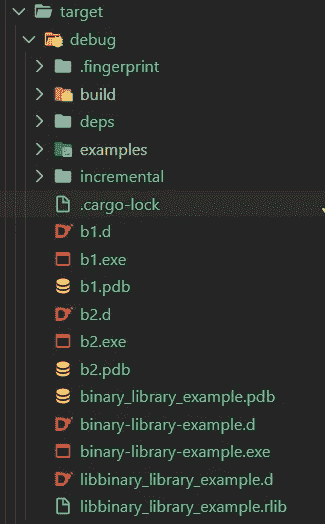 target
debug
.fingerprint
build
deps
examples
incremental
.cargo-lock
b1.d
b1.exe
b1.pdb
b2.d
b2.exe
b2.pdb
binary_library_example.pdb
binary-library-example.d
binary-library-example.exe
libbinary_library_example.d
libbinary_library_example.rlib